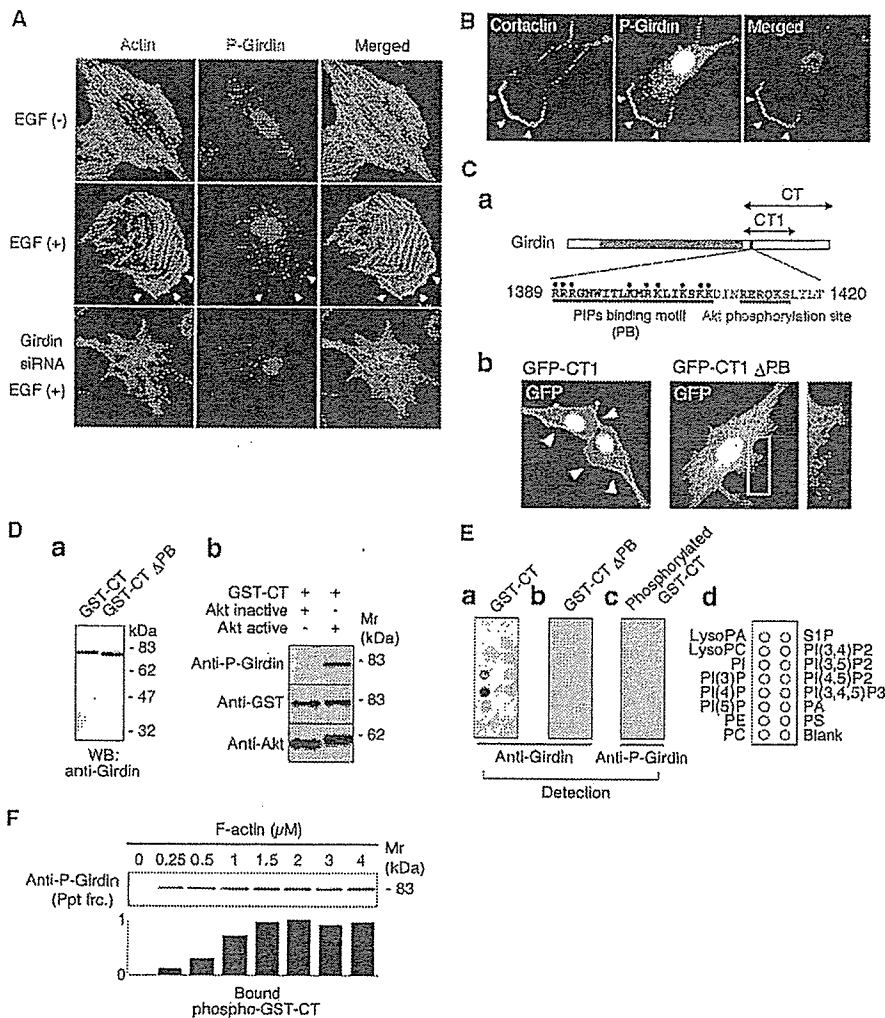 A
Actin P-Girdin Merged
EGF (-)
EGF (+)
Girdin
siRNA
EGF (+)
B
Cortactin P-Girdin Merged
C
a
CT
CT1
Girdin
1389 1420
PIPs binding motif
(PB)
Akt phosphorylation site
b
GFP-CT1 GFP-CT1 ΔPB
GFP GFP
D
a
GST-CT
GST-CT ΔPB
kDa
- 83
- 62
- 47
- 32
WB:
anti-Girdin
b
GST-CT + +
Akt inactive + -
Akt active - +
Mr
(kDa)
Anti-P-Girdin - 83
Anti-GST - 83
Anti-Akt - 62
E
a GST-CT
b GST-CT ΔPB
c Phosphorylated
GST-CT
d
LysoPA S1P
LysoPC PI(3,4)P2
PI PI(3,5)P2
PI(3)P PI(4,5)P2
PI(4)P PI(3,4,5)P3
PI(5)P PA
PE PS
PC Blank
Anti-Girdin Anti-P-Girdin
Detection
F
F-actin (μM)
0 0.25 0.5 1 1.5 2 3 4
Mr
(kDa)
Anti-P-Girdin
(Ppt frc.)
- 83
1
0
Bound
phospho-GST-CT